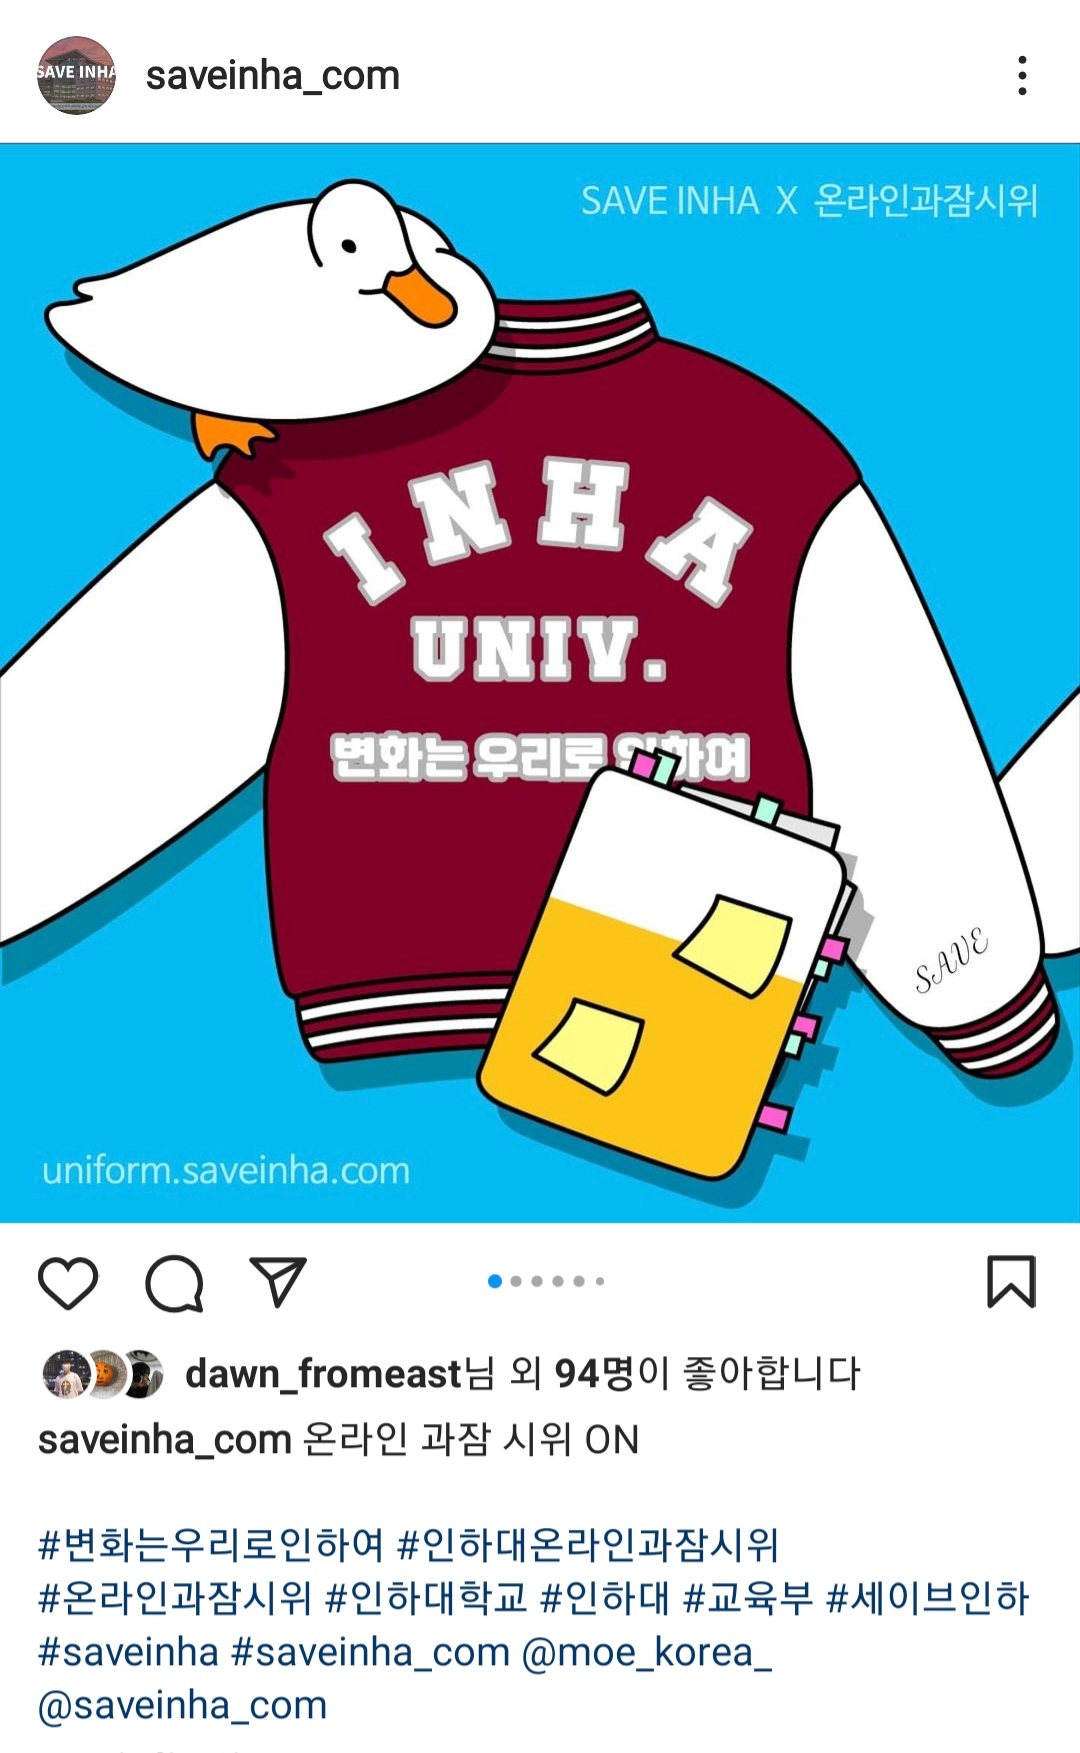 SAVE INHA
saveinha_com
SAVE INHA X 온라인과잠시위
INHA
UNIV.
변화는 우리로 인하여
SAVE
uniform.saveinha.com
dawn_fromeast님 외 94명이 좋아합니다
saveinha_com 온라인 과잠 시위 ON
#변화는우리로인하여 #인하대온라인과잠시위
#온라인과잠시위 #인하대학교 #인하대 #교육부 #세이브인하
#saveinha #saveinha_com @moe_korea_
@saveinha_com